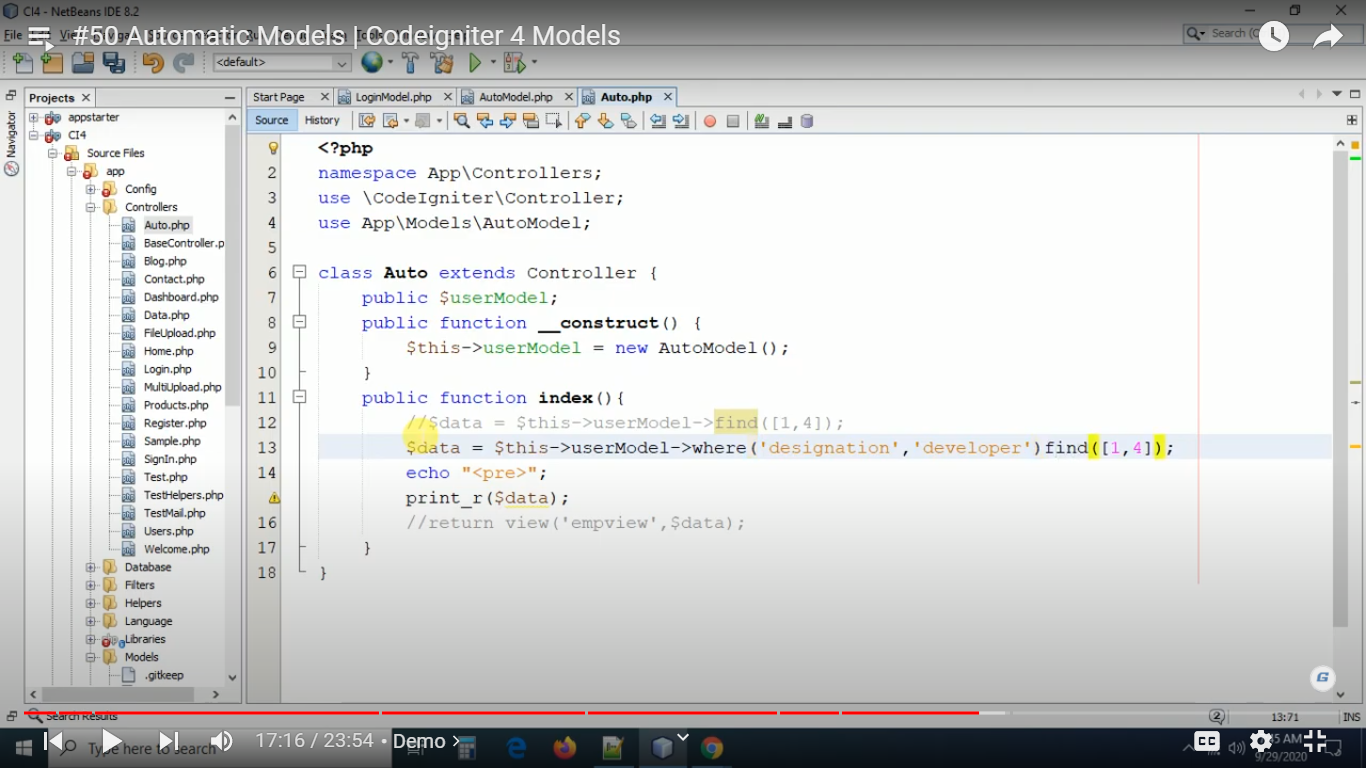 CI4 - NetBeans IDE 8.2
#50 Automatic Models | Codeigniter 4 Models
File
<default>
Projects
Start Page
LoginModel.php
AutoModel.php
Auto.php
Navigator
Source
History
appstarter
CI4
Source Files
app
Config
Controllers
Auto.php
BaseController.p
Blog.php
Contact.php
Dashboard.php
Data.php
FileUpload.php
Home.php
Login.php
MultiUpload.php
Products.php
Register.php
Sample.php
SignIn.php
Test.php
TestHelpers.php
TestMail.php
Users.php
Welcome.php
Database
Filters
Helpers
Language
Libraries
Models
.gitkeep
<?php
2 namespace App\Controllers;
3 use \CodeIgniter\Controller;
4 use App\Models\AutoModel;
5
6 class Auto extends Controller {
7 public $userModel;
8 public function __construct() {
9 $this->userModel = new AutoModel();
10 }
11 public function index(){
12 //$data = $this->userModel->find([1,4]);
13 $data = $this->userModel->where('designation','developer')find([1,4]);
14 echo "<pre>";
print_r($data);
16 //return view('empview',$data);
17 }
18 }
G
Search Results
2
13:71
INS
17:16 / 23:54 • Demo >
Type here to search
CC
AM
9/29/2020